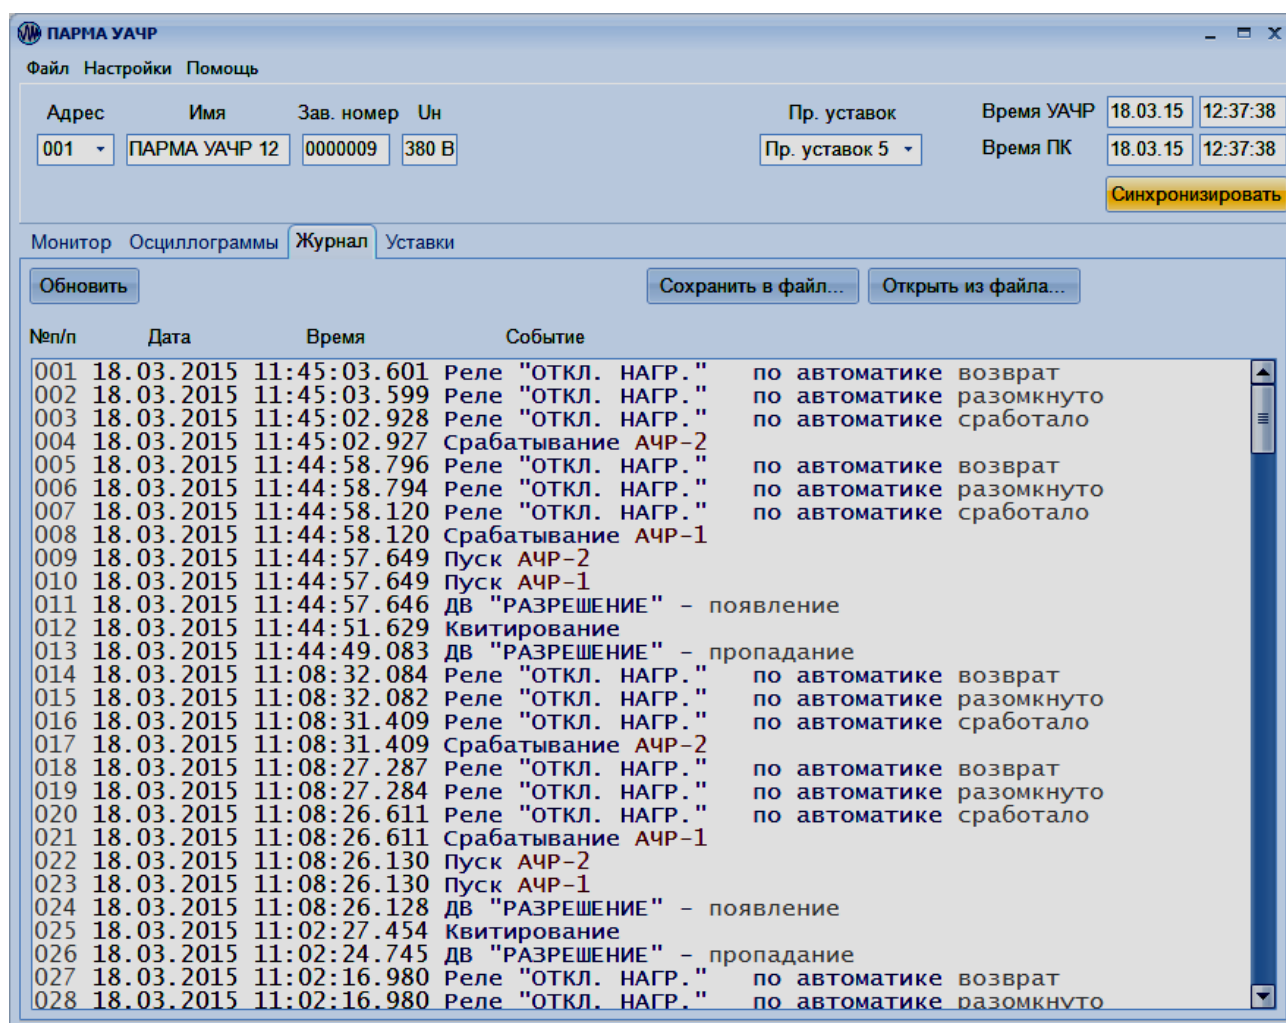 ПАРМА УАЧР
Файл Настройки Помощь
Адрес Имя Зав. номер Uн Пр. уставок Время УАЧР 18.03.15 12:37:38
001 ПАРМА УАЧР 12 0000009 380 В Пр. уставок 5 Время ПК 18.03.15 12:37:38
Синхронизировать
Монитор Осциллограммы Журнал Уставки
Обновить Сохранить в файл... Открыть из файла...
№п/п Дата Время Событие
001 18.03.2015 11:45:03.601 Реле "ОТКЛ. НАГР." по автоматике возврат
002 18.03.2015 11:45:03.599 Реле "ОТКЛ. НАГР." по автоматике разомкнуто
003 18.03.2015 11:45:02.928 Реле "ОТКЛ. НАГР." по автоматике сработало
004 18.03.2015 11:45:02.927 Срабатывание АЧР-2
005 18.03.2015 11:44:58.796 Реле "ОТКЛ. НАГР." по автоматике возврат
006 18.03.2015 11:44:58.794 Реле "ОТКЛ. НАГР." по автоматике разомкнуто
007 18.03.2015 11:44:58.120 Реле "ОТКЛ. НАГР." по автоматике сработало
008 18.03.2015 11:44:58.120 Срабатывание АЧР-1
009 18.03.2015 11:44:57.649 Пуск АЧР-2
010 18.03.2015 11:44:57.649 Пуск АЧР-1
011 18.03.2015 11:44:57.646 ДВ "РАЗРЕШЕНИЕ" - появление
012 18.03.2015 11:44:51.629 Квитирование
013 18.03.2015 11:44:49.083 ДВ "РАЗРЕШЕНИЕ" - пропадание
014 18.03.2015 11:08:32.084 Реле "ОТКЛ. НАГР." по автоматике возврат
015 18.03.2015 11:08:32.082 Реле "ОТКЛ. НАГР." по автоматике разомкнуто
016 18.03.2015 11:08:31.409 Реле "ОТКЛ. НАГР." по автоматике сработало
017 18.03.2015 11:08:31.409 Срабатывание АЧР-2
018 18.03.2015 11:08:27.287 Реле "ОТКЛ. НАГР." по автоматике возврат
019 18.03.2015 11:08:27.284 Реле "ОТКЛ. НАГР." по автоматике разомкнуто
020 18.03.2015 11:08:26.611 Реле "ОТКЛ. НАГР." по автоматике сработало
021 18.03.2015 11:08:26.611 Срабатывание АЧР-1
022 18.03.2015 11:08:26.130 Пуск АЧР-2
023 18.03.2015 11:08:26.130 Пуск АЧР-1
024 18.03.2015 11:08:26.128 ДВ "РАЗРЕШЕНИЕ" - появление
025 18.03.2015 11:02:27.454 Квитирование
026 18.03.2015 11:02:24.745 ДВ "РАЗРЕШЕНИЕ" - пропадание
027 18.03.2015 11:02:16.980 Реле "ОТКЛ. НАГР." по автоматике возврат
028 18.03.2015 11:02:16.980 Реле "ОТКЛ. НАГР." по автоматике разомкнуто